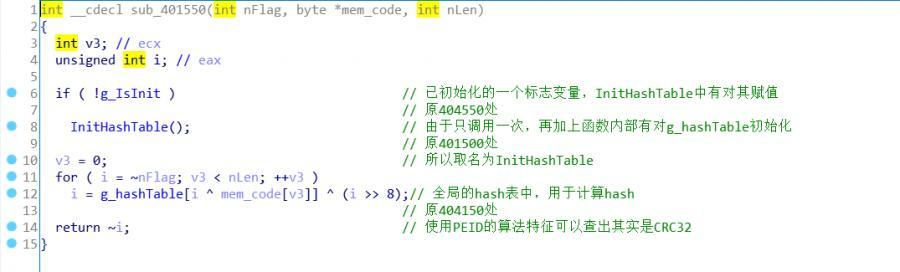 1 int __cdecl sub_401550(int nFlag, byte *mem_code, int nLen)
2 {
3 int v3; // ecx
4 unsigned int i; // eax
5
6 if ( !g_IsInit ) // 已初始化的一个标志变量，InitHashTable中有对其赋值
7 // 原404550处
8 InitHashTable(); // 由于只调用一次，再加上函数内部有对g_hashTable初始化
9 // 原401500处
10 v3 = 0; // 所以取名为InitHashTable
11 for ( i = ~nFlag; v3 < nLen; ++v3 )
12 i = g_hashTable[i ^ mem_code[v3]] ^ (i >> 8);// 全局的hash表中，用于计算hash
13 // 原404150处
14 return ~i; // 使用PEID的算法特征可以查出其实是CRC32
15 }